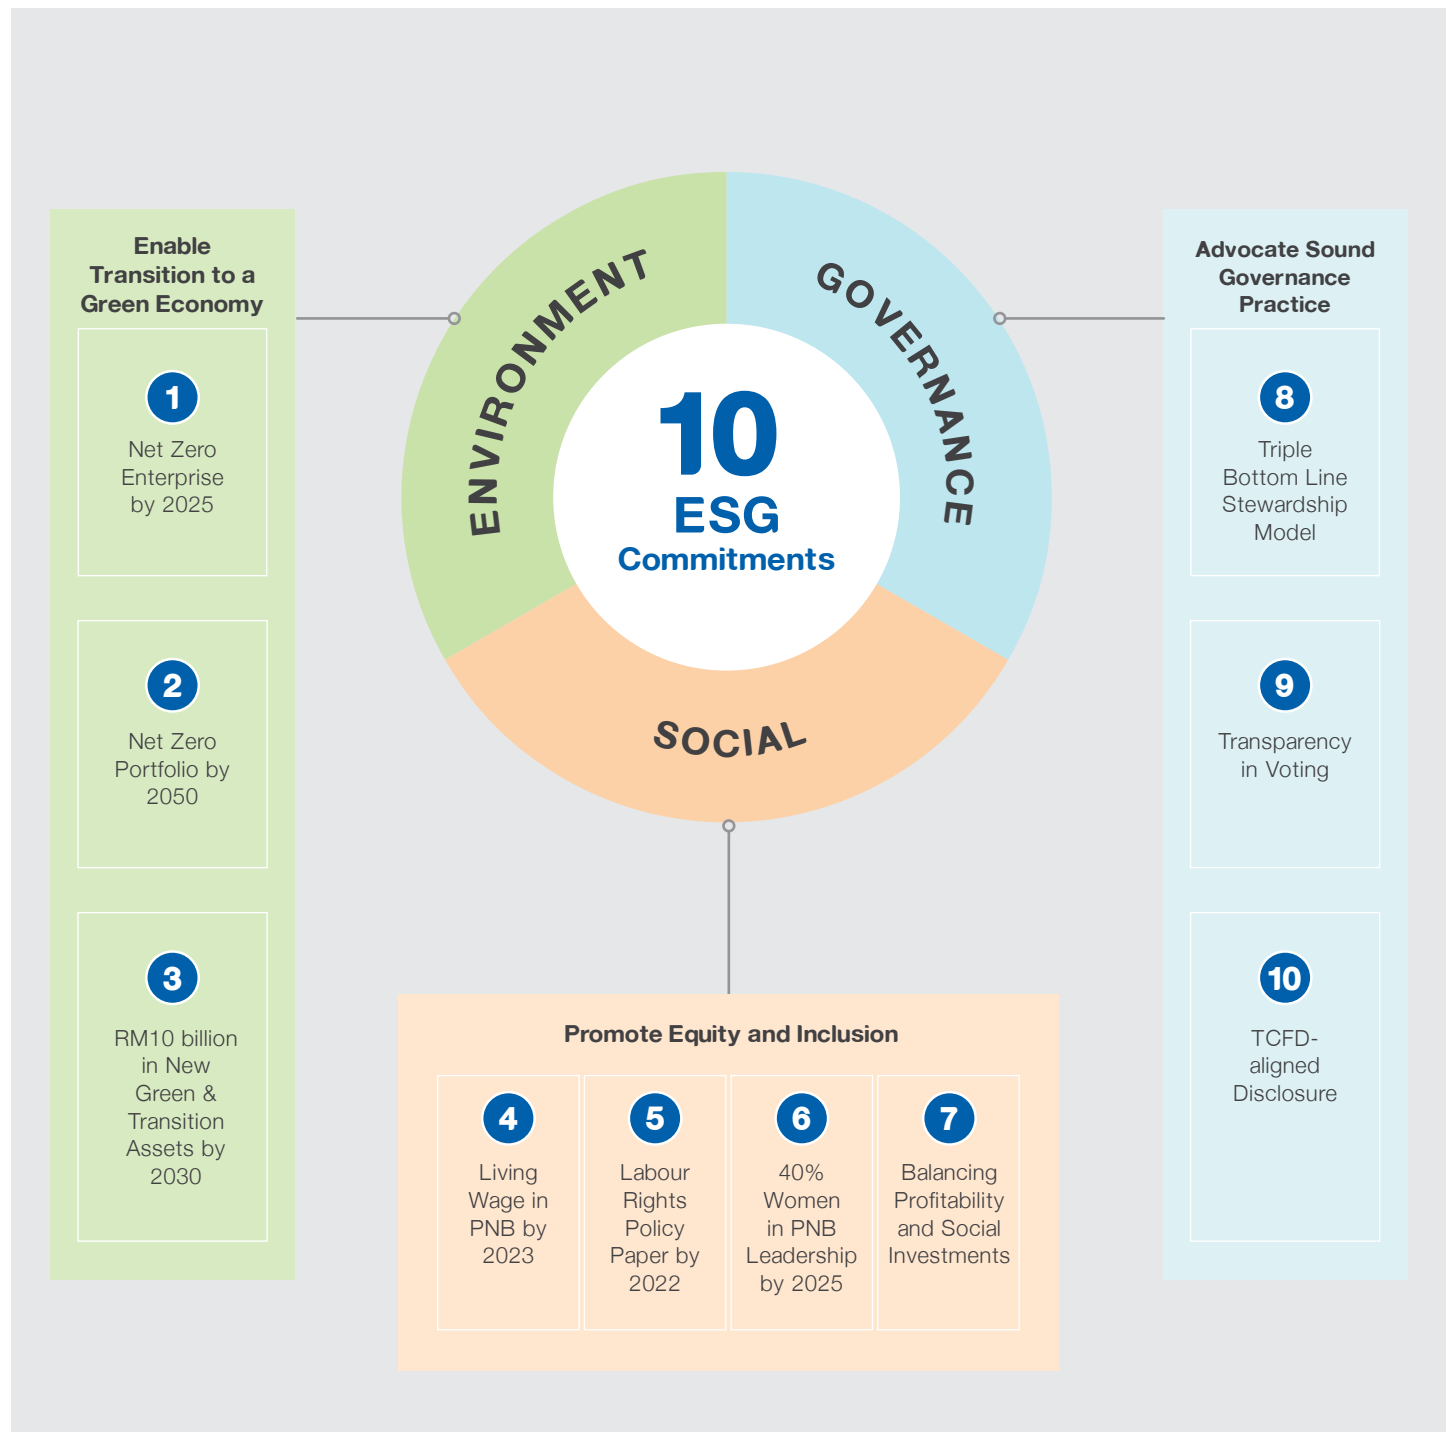 Enable
Transition to a
Green Economy
1
Net Zero
Enterprise
by 2025
2
Net Zero
Portfolio by
2050
3
RM10 billion
in New
Green &
Transition
Assets by
2030
ENVIRONMENT
GOVERNANCE
SOCIAL
10
ESG
Commitments
Promote Equity and Inclusion
4
Living
Wage in
PNB by
2023
5
Labour
Rights
Policy
Paper by
2022
6
40%
Women
in PNB
Leadership
by 2025
7
Balancing
Profitability
and Social
Investments
Advocate Sound
Governance
Practice
8
Triple
Bottom Line
Stewardship
Model
9
Transparency
in Voting
10
TCFD-
aligned
Disclosure